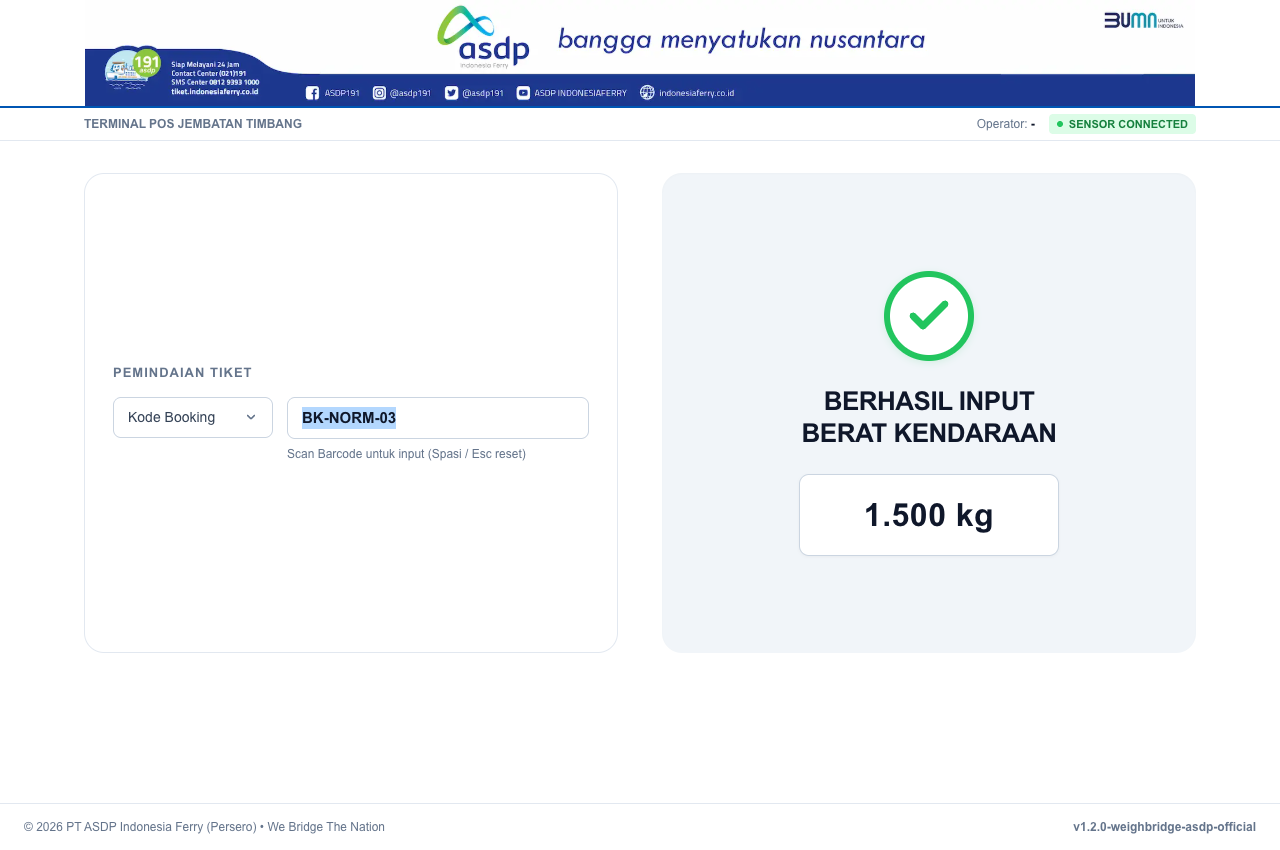 asdp
Indonesia Ferry
bangga menyatukan nusantara
BUMN UNTUK INDONESIA
191
asdp
Siap Melayani 24 Jam
Contact Center (021)191
SMS Center 0812 9393 1000
tiket.indonesiaferry.co.id
ASDP191
@asdp191
@asdp191
ASDP INDONESIAFERRY
indonesiaferry.co.id
TERMINAL POS JEMBATAN TIMBANG
Operator: -
SENSOR CONNECTED
PEMINDAIAN TIKET
Kode Booking
BK-NORM-03
Scan Barcode untuk input (Spasi / Esc reset)
BERHASIL INPUT
BERAT KENDARAAN
1.500 kg
© 2026 PT ASDP Indonesia Ferry (Persero) • We Bridge The Nation
v1.2.0-weighbridge-asdp-official